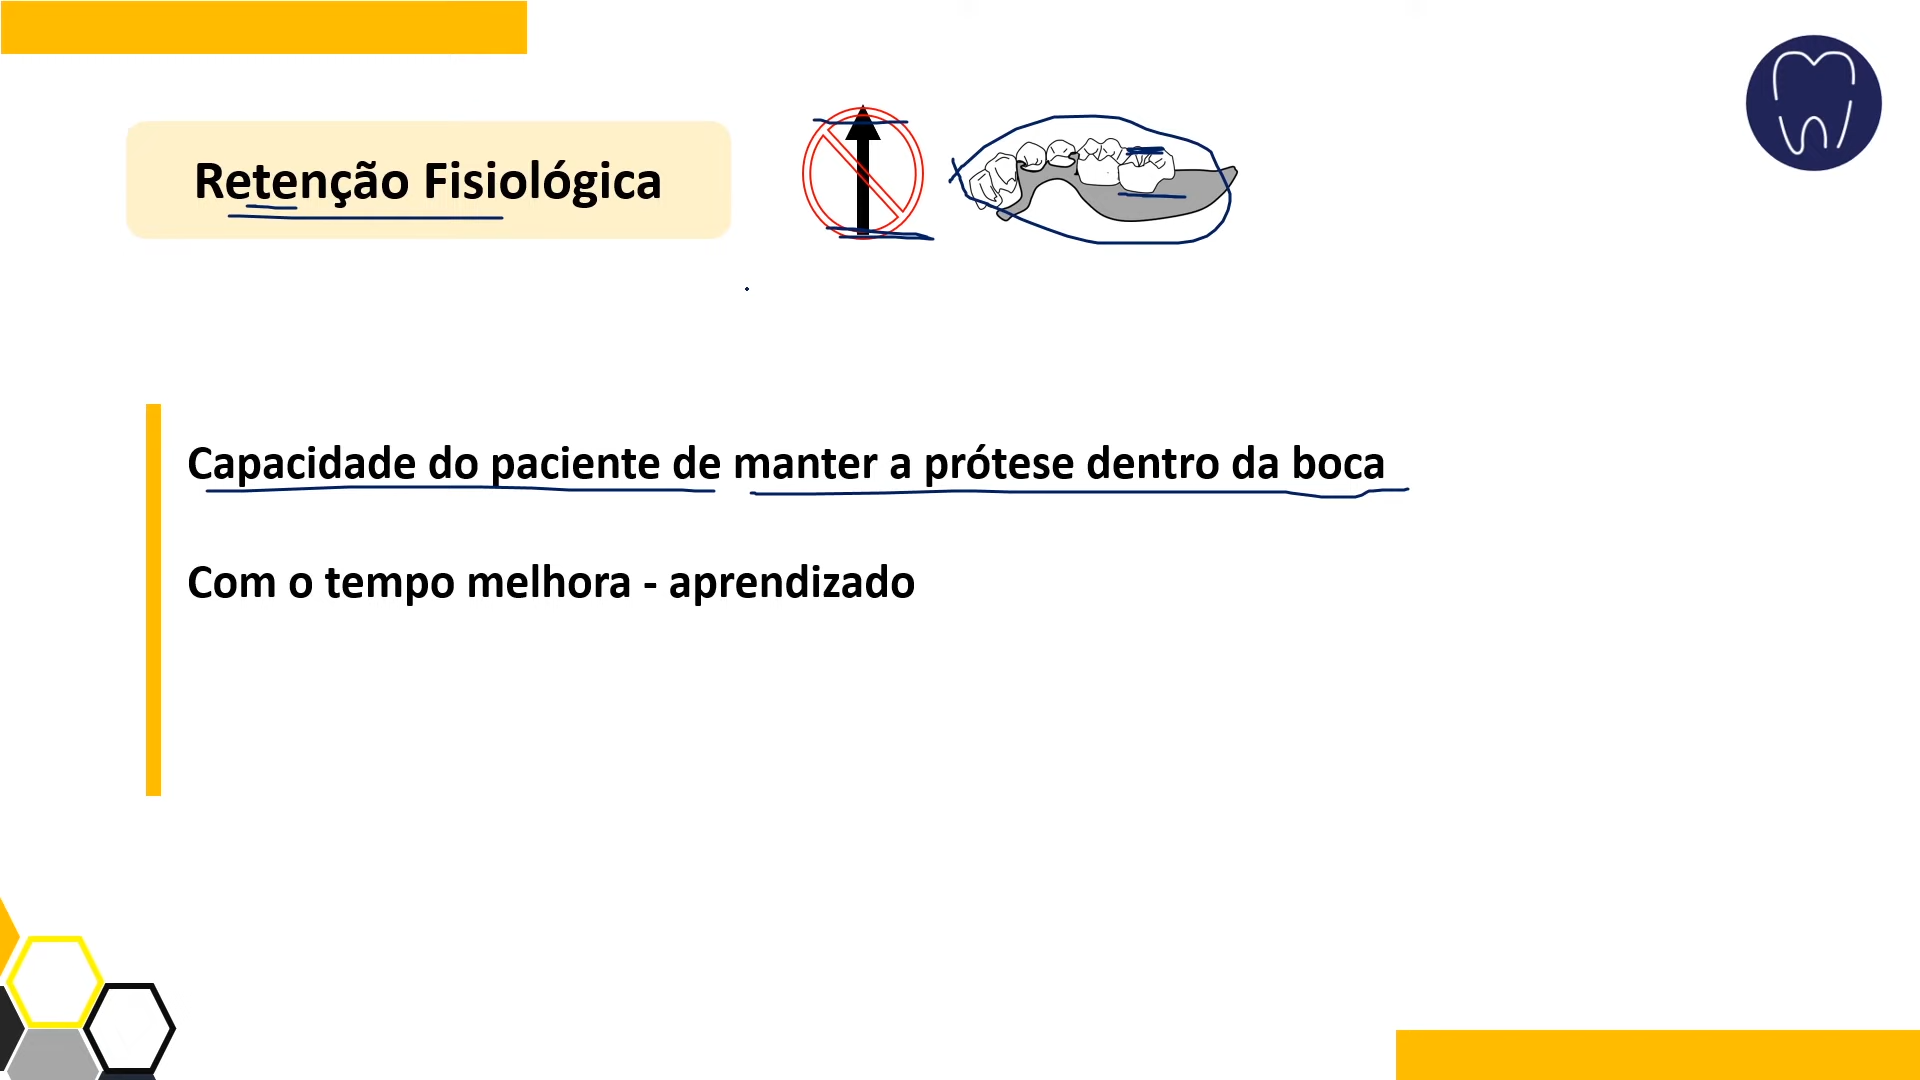 Retenção Fisiológica
Capacidade do paciente de manter a prótese dentro da boca
Com o tempo melhora - aprendizado